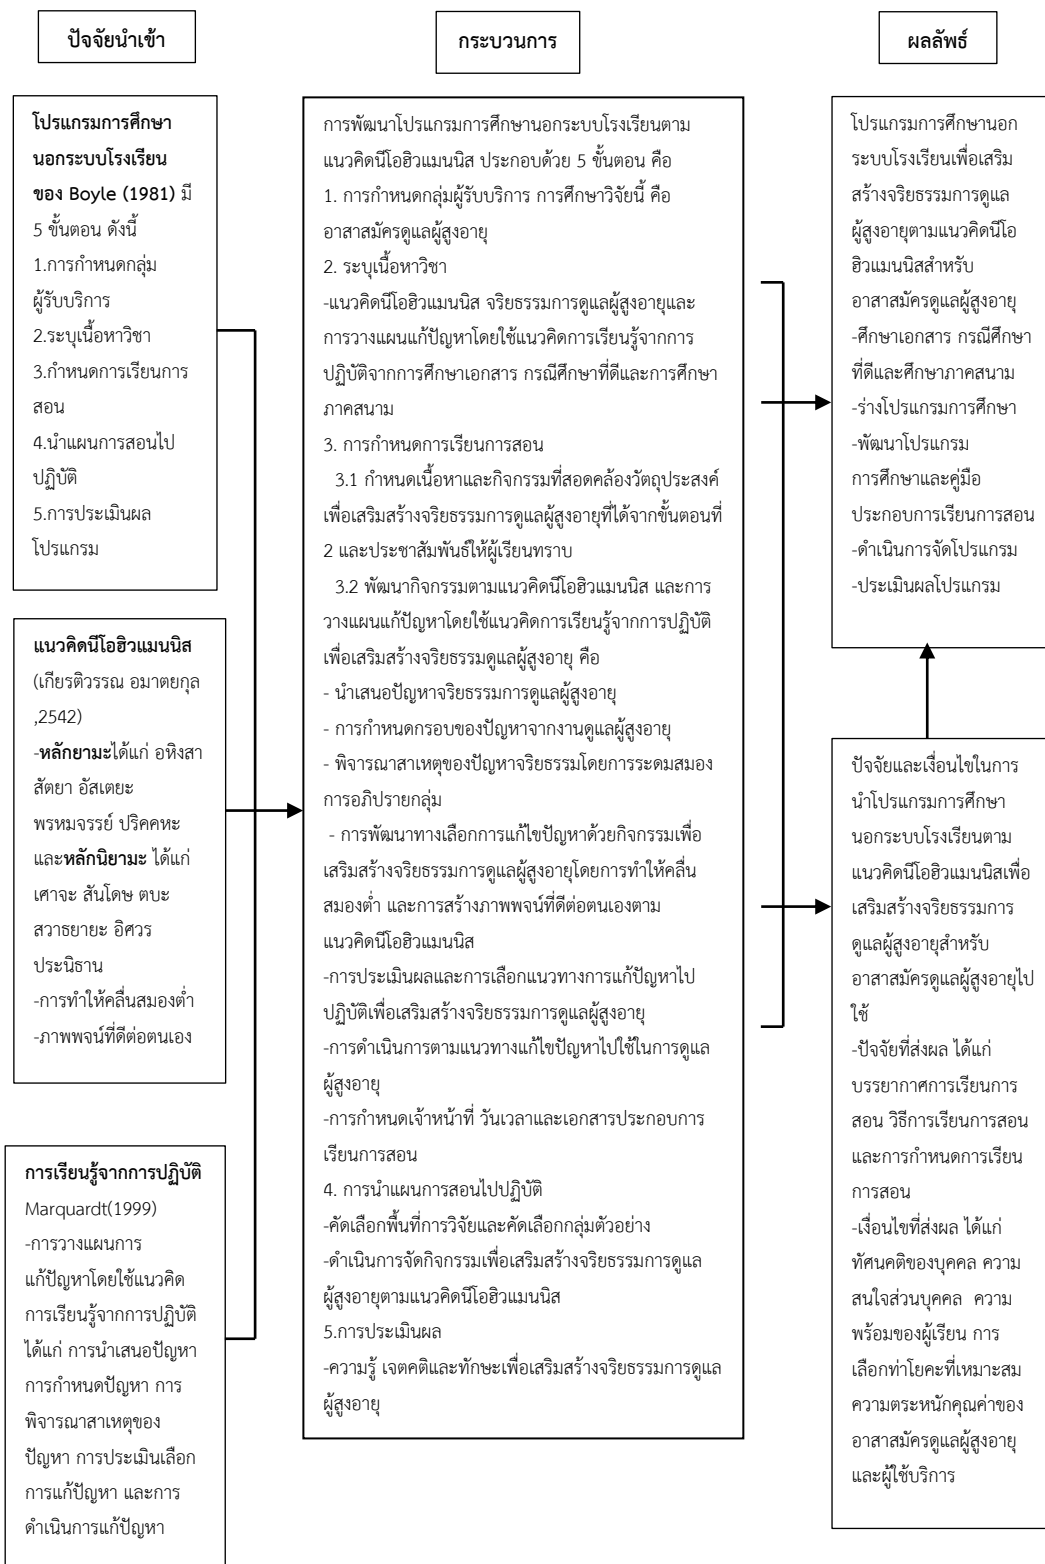 ปัจจัยนำเข้า
กระบวนการ
ผลลัพธ์
โปรแกรมการศึกษา
นอกระบบโรงเรียน
ของ Boyle (1981) มี
5 ขั้นตอน ดังนี้
1.การกำหนดกลุ่ม
ผู้รับบริการ
2.ระบุเนื้อหาวิชา
3.กำหนดการเรียนการ
สอน
4.นำแผนการสอนไป
ปฏิบัติ
5.การประเมินผล
โปรแกรม
แนวคิดนีโอฮิวแมนนิส
(เกียรติวรรณ อมาตยกุล
,2542)
-หลักยามะได้แก่ อหิงสา
สัตยา อัสเตยะ
พรหมจรรย์ ปริคคหะ
และหลักนิยามะ ได้แก่
เศาจะ สันโดษ ตบะ
สวาธยายะ อิศวร
ประนิธาน
-การทำให้คลื่นสมองต่ำ
-ภาพพจน์ที่ดีต่อตนเอง
การเรียนรู้จากการปฏิบัติ
Marquardt(1999)
-การวางแผนการ
แก้ปัญหาโดยใช้แนวคิด
การเรียนรู้จากการปฏิบัติ
ได้แก่ การนำเสนอปัญหา
การกำหนดปัญหา การ
พิจารณาสาเหตุของ
ปัญหา การประเมินเลือก
การแก้ปัญหา และการ
ดำเนินการแก้ปัญหา
การพัฒนาโปรแกรมการศึกษานอกระบบโรงเรียนตาม
แนวคิดนีโอฮิวแมนนิส ประกอบด้วย 5 ขั้นตอน คือ
1. การกำหนดกลุ่มผู้รับบริการ การศึกษาวิจัยนี้ คือ
อาสาสมัครดูแลผู้สูงอายุ
2. ระบุเนื้อหาวิชา
-แนวคิดนีโอฮิวแมนนิส จริยธรรมการดูแลผู้สูงอายุและ
การวางแผนแก้ปัญหาโดยใช้แนวคิดการเรียนรู้จากการ
ปฏิบัติจากการศึกษาเอกสาร กรณีศึกษาที่ดีและการศึกษา
ภาคสนาม
3. การกำหนดการเรียนการสอน
3.1 กำหนดเนื้อหาและกิจกรรมที่สอดคล้องวัตถุประสงค์
เพื่อเสริมสร้างจริยธรรมการดูแลผู้สูงอายุที่ได้จากขั้นตอนที่
2 และประชาสัมพันธ์ให้ผู้เรียนทราบ
3.2 พัฒนากิจกรรมตามแนวคิดนีโอฮิวแมนนิส และการ
วางแผนแก้ปัญหาโดยใช้แนวคิดการเรียนรู้จากการปฏิบัติ
เพื่อเสริมสร้างจริยธรรมดูแลผู้สูงอายุ คือ
- นำเสนอปัญหาจริยธรรมการดูแลผู้สูงอายุ
- การกำหนดกรอบของปัญหาจากงานดูแลผู้สูงอายุ
- พิจารณาสาเหตุของปัญหาจริยธรรมโดยการระดมสมอง
การอภิปรายกลุ่ม
- การพัฒนาทางเลือกการแก้ไขปัญหาด้วยกิจกรรมเพื่อ
เสริมสร้างจริยธรรมการดูแลผู้สูงอายุโดยการทำให้คลื่น
สมองต่ำ และการสร้างภาพพจน์ที่ดีต่อตนเองตาม
แนวคิดนีโอฮิวแมนนิส
-การประเมินผลและการเลือกแนวทางการแก้ปัญหาไป
ปฏิบัติเพื่อเสริมสร้างจริยธรรมการดูแลผู้สูงอายุ
-การดำเนินการตามแนวทางแก้ไขปัญหาไปใช้ในการดูแล
ผู้สูงอายุ
-การกำหนดเจ้าหน้าที่ วันเวลาและเอกสารประกอบการ
เรียนการสอน
4. การนำแผนการสอนไปปฏิบัติ
-คัดเลือกพื้นที่การวิจัยและคัดเลือกกลุ่มตัวอย่าง
-ดำเนินการจัดกิจกรรมเพื่อเสริมสร้างจริยธรรมการดูแล
ผู้สูงอายุตามแนวคิดนีโอฮิวแมนนิส
5.การประเมินผล
-ความรู้ เจตคติและทักษะเพื่อเสริมสร้างจริยธรรมการดูแล
ผู้สูงอายุ
โปรแกรมการศึกษานอก
ระบบโรงเรียนเพื่อเสริม
สร้างจริยธรรมการดูแล
ผู้สูงอายุตามแนวคิดนีโอ
ฮิวแมนนิสสำหรับ
อาสาสมัครดูแลผู้สูงอายุ
-ศึกษาเอกสาร กรณีศึกษา
ที่ดีและศึกษาภาคสนาม
-ร่างโปรแกรมการศึกษา
-พัฒนาโปรแกรม
การศึกษาและคู่มือ
ประกอบการเรียนการสอน
-ดำเนินการจัดโปรแกรม
-ประเมินผลโปรแกรม
ปัจจัยและเงื่อนไขในการ
นำโปรแกรมการศึกษา
นอกระบบโรงเรียนตาม
แนวคิดนีโอฮิวแมนนิสเพื่อ
เสริมสร้างจริยธรรมการ
ดูแลผู้สูงอายุสำหรับ
อาสาสมัครดูแลผู้สูงอายุไป
ใช้
-ปัจจัยที่ส่งผล ได้แก่
บรรยากาศการเรียนการ
สอน วิธีการเรียนการสอน
และการกำหนดการเรียน
การสอน
-เงื่อนไขที่ส่งผล ได้แก่
ทัศนคติของบุคคล ความ
สนใจส่วนบุคคล ความ
พร้อมของผู้เรียน การ
เลือกท่าโยคะที่เหมาะสม
ความตระหนักคุณค่าของ
อาสาสมัครดูแลผู้สูงอายุ
และผู้ใช้บริการ